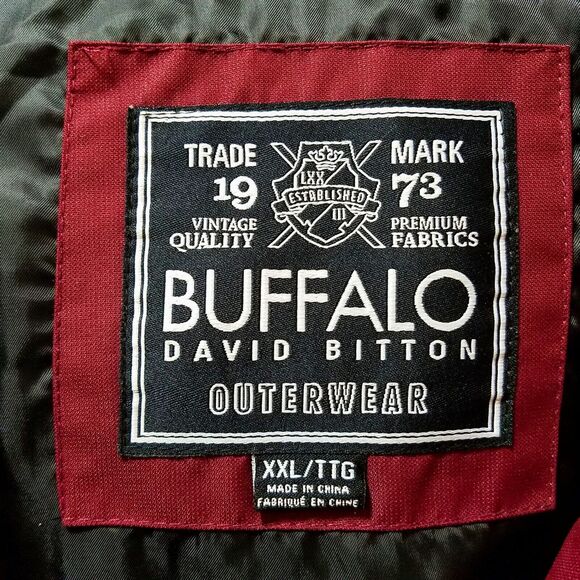 TRADE MARK
19 73
LXX
ESTABLISHED
III
VINTAGE PREMIUM
QUALITY FABRICS
BUFFALO
DAVID BITTON
OUTERWEAR
XXL/TTG
MADE IN CHINA
FABRIQUÉ EN CHINE